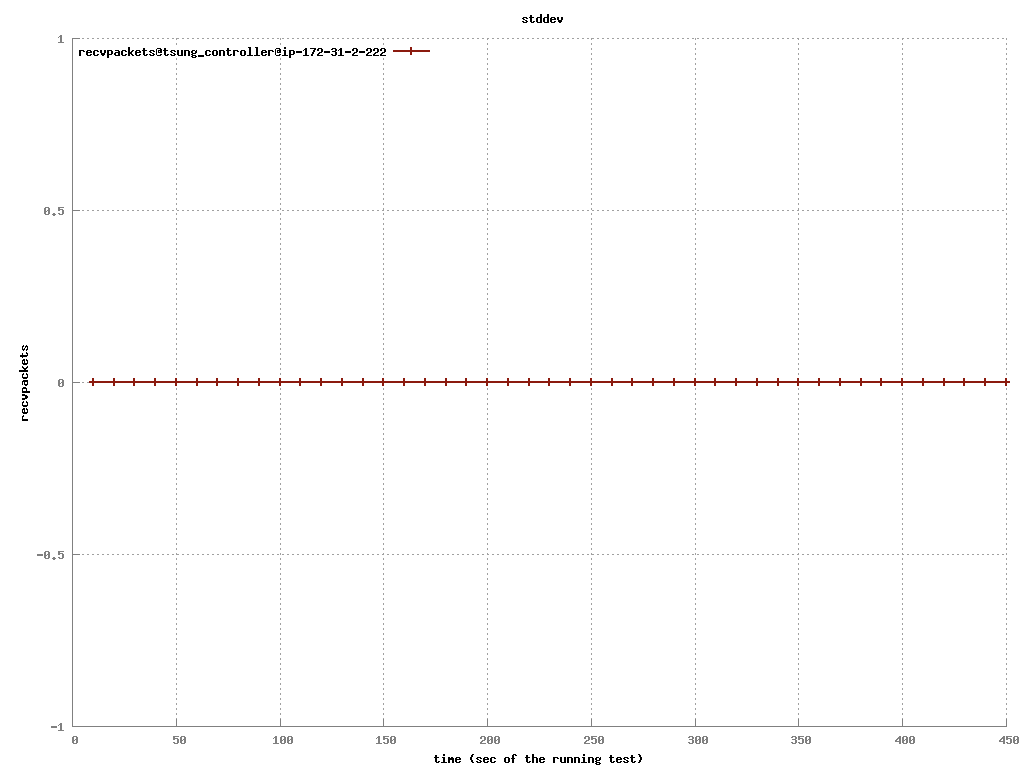 stddev
1
recvpackets@tsung_controller@ip-172-31-2-222
0.5
recvpackets
0
-0.5
-1
0 50 100 150 200 250 300 350 400 450
time (sec of the running test)